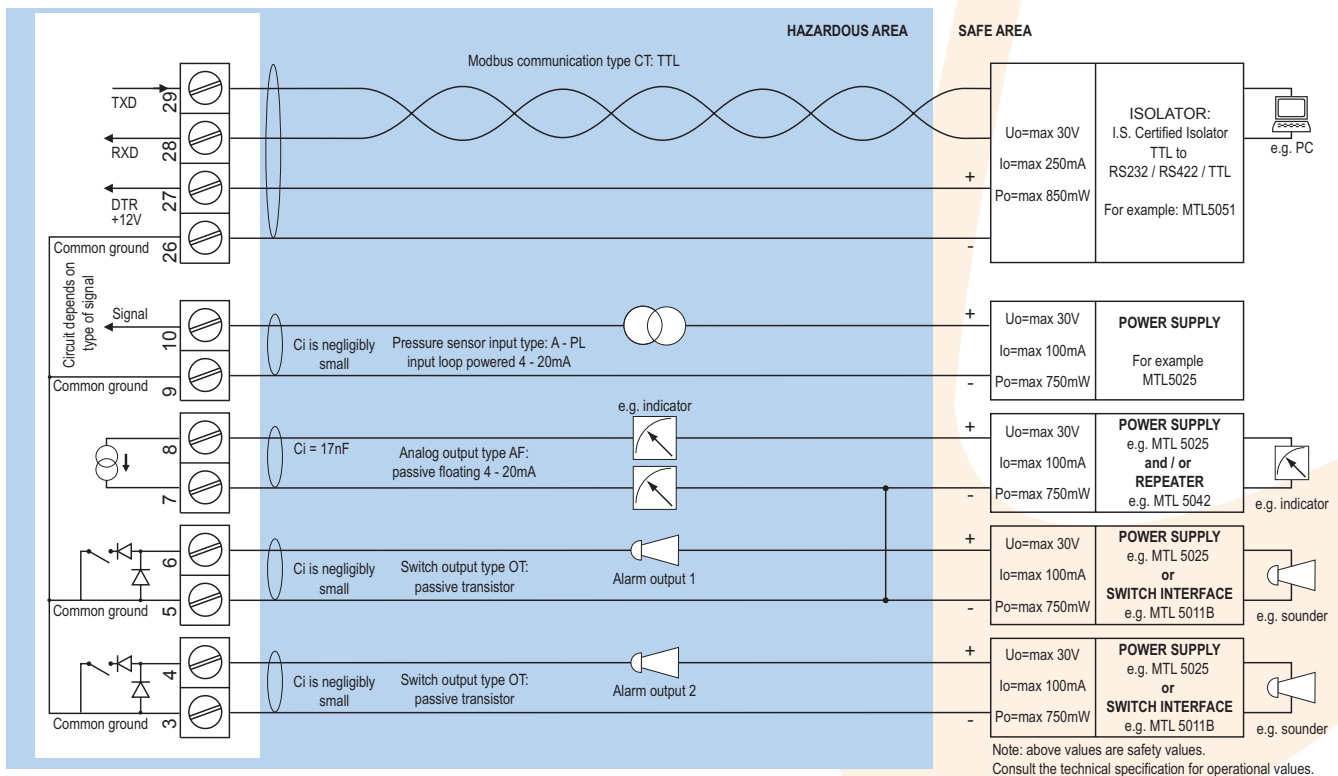 HAZARDOUS AREA
SAFE AREA
Modbus communication type CT: TTL
TXD
29
RXD
28
DTR
+12V
27
Common ground
26
+
-
Uo=max 30V
Io=max 250mA
Po=max 850mW
ISOLATOR:
I.S. Certified Isolator
TTL to
RS232 / RS422 / TTL
For example: MTL5051
e.g. PC
Circuit depends on
type of signal
Signal
10
Common ground
9
Ci is negligibly
small
Pressure sensor input type: A - PL
input loop powered 4 - 20mA
+
-
Uo=max 30V
Io=max 100mA
Po=max 750mW
POWER SUPPLY
For example
MTL5025
8
7
Ci = 17nF
Analog output type AF:
passive floating 4 - 20mA
e.g. indicator
+
-
Uo=max 30V
Io=max 100mA
Po=max 750mW
POWER SUPPLY
e.g. MTL 5025
and / or
REPEATER
e.g. MTL 5042
e.g. indicator
6
Common ground
5
Ci is negligibly
small
Switch output type OT:
passive transistor
Alarm output 1
+
-
Uo=max 30V
Io=max 100mA
Po=max 750mW
POWER SUPPLY
e.g. MTL 5025
or
SWITCH INTERFACE
e.g. MTL 5011B
e.g. sounder
4
Common ground
3
Ci is negligibly
small
Switch output type OT:
passive transistor
Alarm output 2
+
-
Uo=max 30V
Io=max 100mA
Po=max 750mW
POWER SUPPLY
e.g. MTL 5025
or
SWITCH INTERFACE
e.g. MTL 5011B
e.g. sounder
Note: above values are safety values.
Consult the technical specification for operational values.